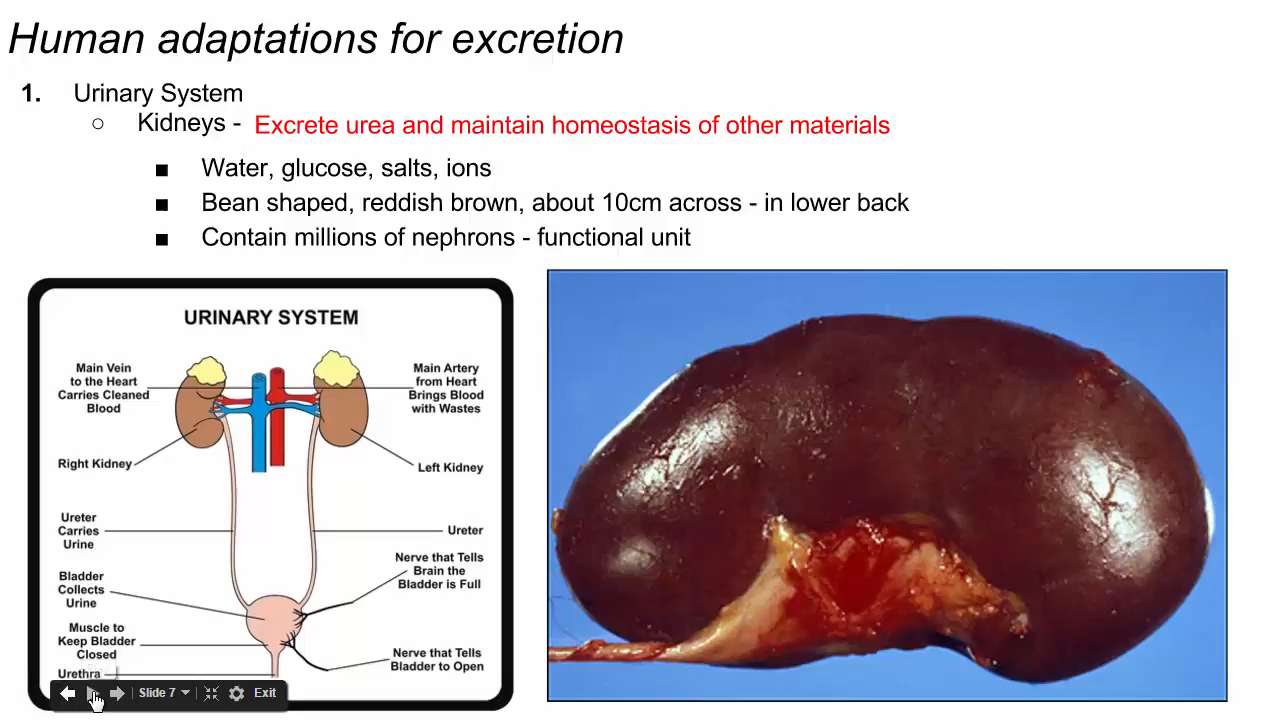 Human adaptations for excretion
1. Urinary System
○ Kidneys - Excrete urea and maintain homeostasis of other materials
■ Water, glucose, salts, ions
■ Bean shaped, reddish brown, about 10cm across - in lower back
■ Contain millions of nephrons - functional unit
URINARY SYSTEM
Main Vein
to the Heart
Carries Cleaned
Blood
Main Artery
from Heart
Brings Blood
with Wastes
Right Kidney
Left Kidney
Ureter
Carries
Urine
Ureter
Nerve that Tells
Brain the
Bladder is Full
Bladder
Collects
Urine
Muscle to
Keep Bladder
Closed
Nerve that Tells
Bladder to Open
Urethra
Slide 7
Exit